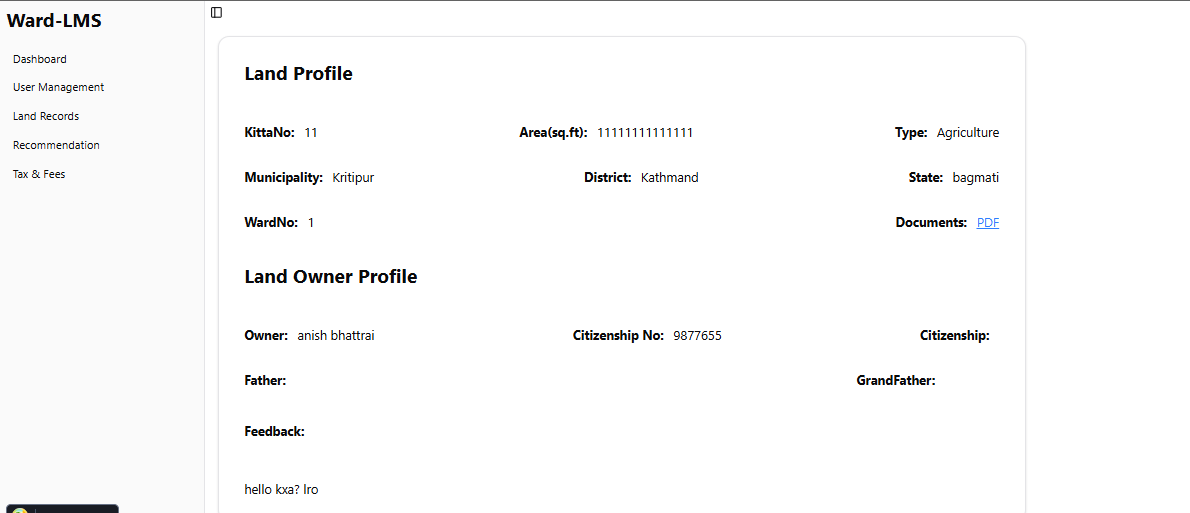 Ward-LMS
Dashboard
User Management
Land Records
Recommendation
Tax & Fees
Land Profile
KittaNo: 11 Area(sq.ft): 11111111111111 Type: Agriculture
Municipality: Kritipur District: Kathmand State: bagmati
WardNo: 1 Documents: PDF
Land Owner Profile
Owner: anish bhattrai Citizenship No: 9877655 Citizenship:
Father: GrandFather:
Feedback:
hello kxa? lro